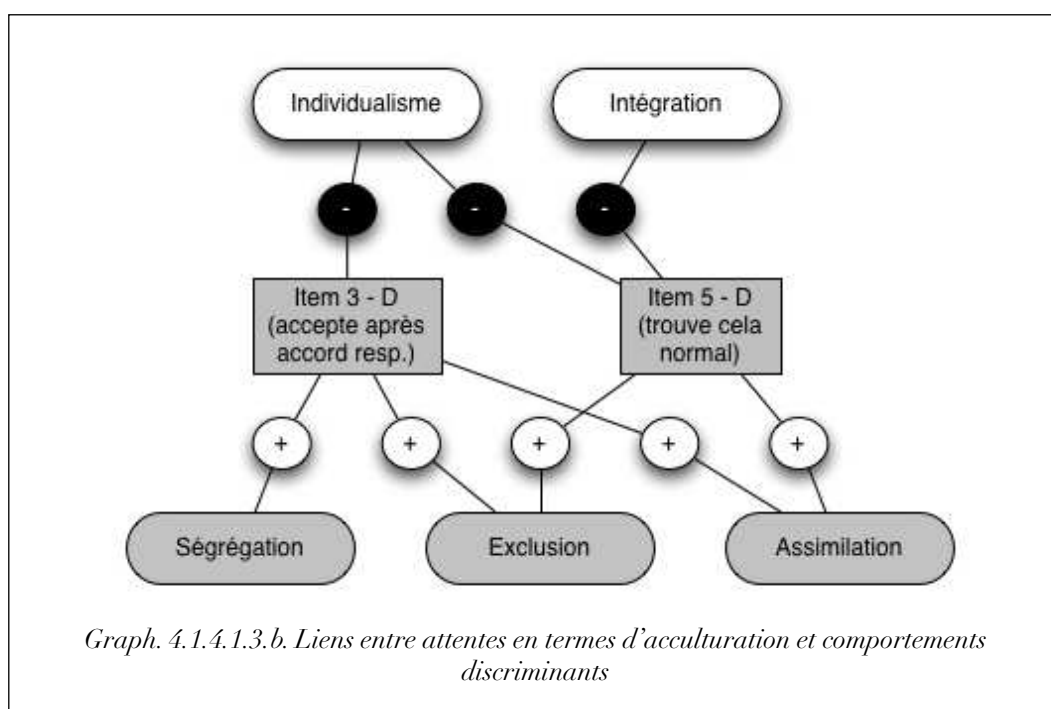 Individualisme
Intégration
-
-
-
Item 3 - D
(accepte après
accord resp.)
Item 5 - D
(trouve cela
normal)
+
+
+
+
+
Ségrégation
Exclusion
Assimilation
Graph. 4.1.4.1.3.b. Liens entre attentes en termes d'acculturation et comportements
discriminants